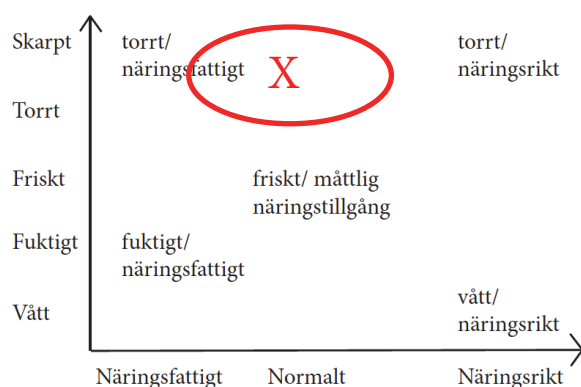 Skarpt
torrt/
näringsfattigt
X
torrt/
näringsrikt
Torrt
Friskt
friskt/ måttlig
näringstillgång
Fuktigt
fuktigt/
näringsfattigt
Vått
vått/
näringsrikt
Näringsfattigt
Normalt
Näringsrikt